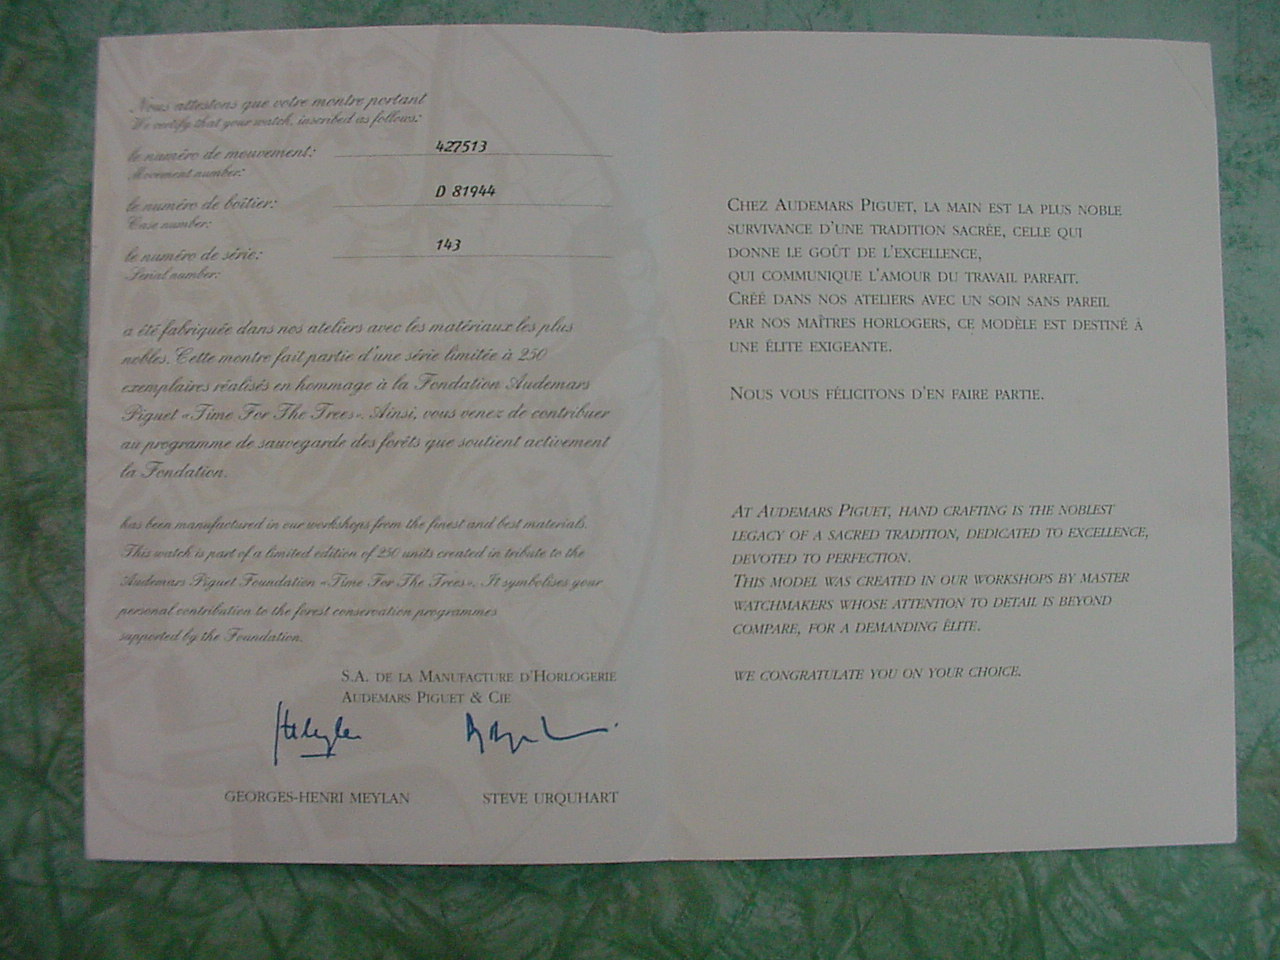 Nous attestons que votre montre portant
We certify that your watch, inscribed as follows:
le numéro de mouvement: 427513
Movement number:
le numéro de boîtier: D 81944
Case number:
le numéro de série: 143
Serial number:
a été fabriquée dans nos ateliers avec les matériaux les plus
nobles. Cette montre fait partie d'une série limitée à 250
exemplaires réalisés en hommage à la Fondation Audemars
Piguet «Time For The Trees». Ainsi, vous venez de contribuer
au programme de sauvegarde des forêts que soutient activement
la Fondation.
has been manufactured in our workshops from the finest and best materials.
This watch is part of a limited edition of 250 units created in tribute to the
Audemars Piguet Foundation «Time For The Trees». It symbolises your
personal contribution to the forest conservation programmes
supported by the Foundation.
S.A. DE LA MANUFACTURE D'HORLOGERIE
AUDEMARS PIGUET & CIE
GEORGES-HENRI MEYLAN STEVE URQUHART
CHEZ AUDEMARS PIGUET, LA MAIN EST LA PLUS NOBLE
SURVIVANCE D'UNE TRADITION SACRÉE, CELLE QUI
DONNE LE GOÛT DE L'EXCELLENCE,
QUI COMMUNIQUE L'AMOUR DU TRAVAIL PARFAIT.
CRÉÉ DANS NOS ATELIERS AVEC UN SOIN SANS PAREIL
PAR NOS MAÎTRES HORLOGERS, CE MODÈLE EST DESTINÉ À
UNE ÉLITE EXIGEANTE.
NOUS VOUS FÉLICITONS D'EN FAIRE PARTIE.
AT AUDEMARS PIGUET, HAND CRAFTING IS THE NOBLEST
LEGACY OF A SACRED TRADITION, DEDICATED TO EXCELLENCE,
DEVOTED TO PERFECTION.
THIS MODEL WAS CREATED IN OUR WORKSHOPS BY MASTER
WATCHMAKERS WHOSE ATTENTION TO DETAIL IS BEYOND
COMPARE, FOR A DEMANDING ÉLITE.
WE CONGRATULATE YOU ON YOUR CHOICE.